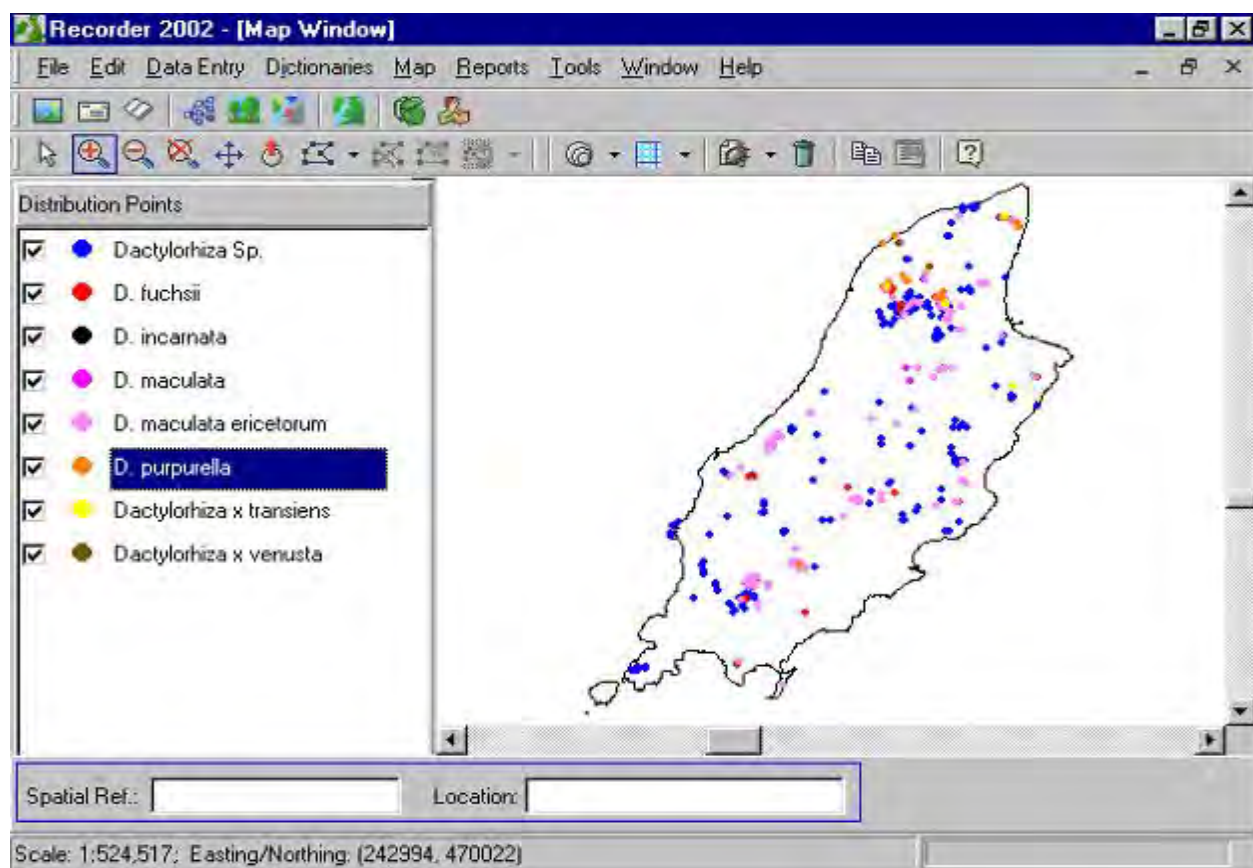 Recorder 2002 - [Map Window]
File Edit Data Entry Dictionaries Map Reports Tools Window Help
Distribution Points
Dactylorhiza Sp.
D. fuchsii
D. incarnata
D. maculata
D. maculata ericetorum
D. purpurella
Dactylorhiza x transiens
Dactylorhiza x venusta
Spatial Ref.: Location:
Scale: 1:524,517; Easting/Northing: (242994, 470022)